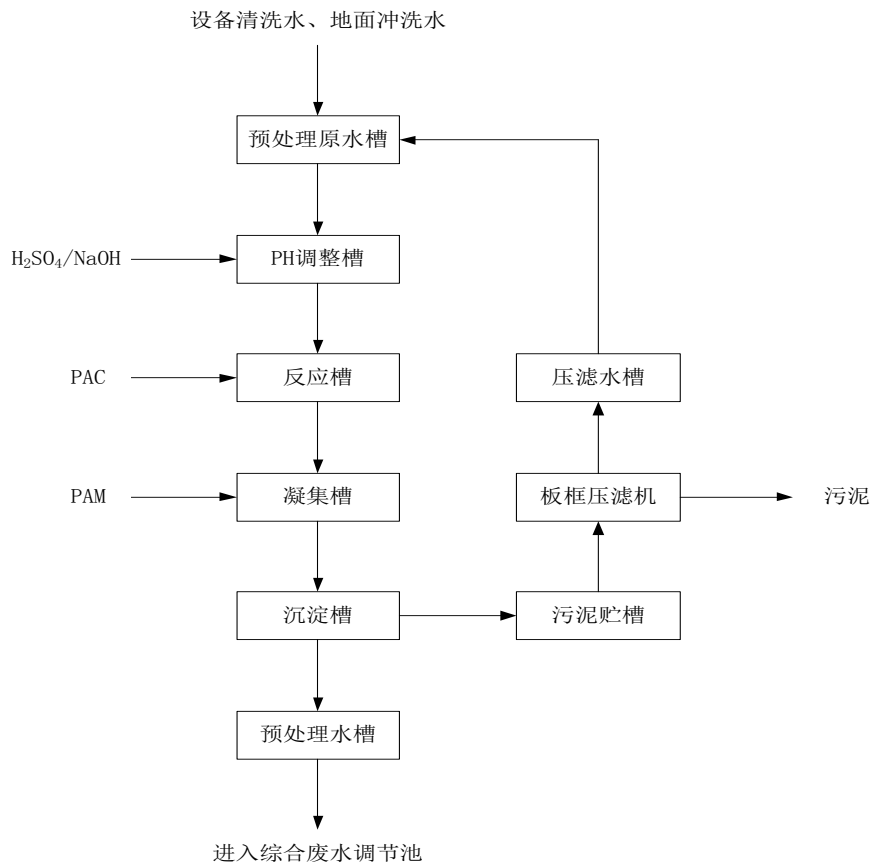 设备清洗水、地面冲洗水
预处理原水槽
H₂SO₄/NaOH
PH调整槽
PAC
反应槽
压滤水槽
PAM
凝集槽
板框压滤机
污泥
沉淀槽
污泥贮槽
预处理水槽
进入综合废水调节池